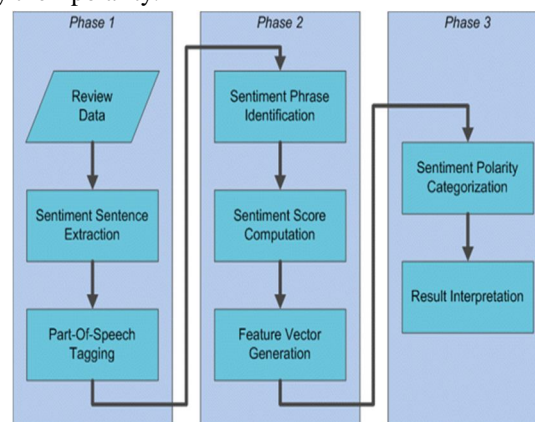 Phase 1
Review
Data
Sentiment Sentence
Extraction
Part-Of-Speech
Tagging
Phase 2
Sentiment Phrase
Identification
Sentiment Score
Computation
Feature Vector
Generation
Phase 3
Sentiment Polarity
Categorization
Result Interpretation